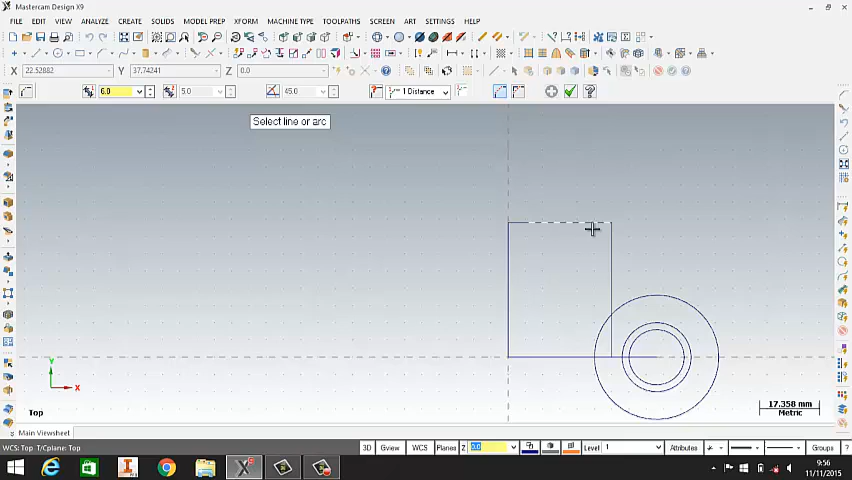 Mastercam Design X9
FILE EDIT VIEW ANALYZE CREATE SOLIDS MODEL PREP XFORM MACHINE TYPE TOOLPATHS SCREEN ART SETTINGS HELP
X 22.52882 Y 37.74241 Z 0.0
6.0 5.0 45.0 1 Distance
Select line or arc
Y
X
Top
17.358 mm
Metric
Main Viewsheet
3D Gview WCS Planes Z 0.0 Level 1 Attributes Groups ?
WCS: Top T/Cplane: Top
9:56
11/11/2015